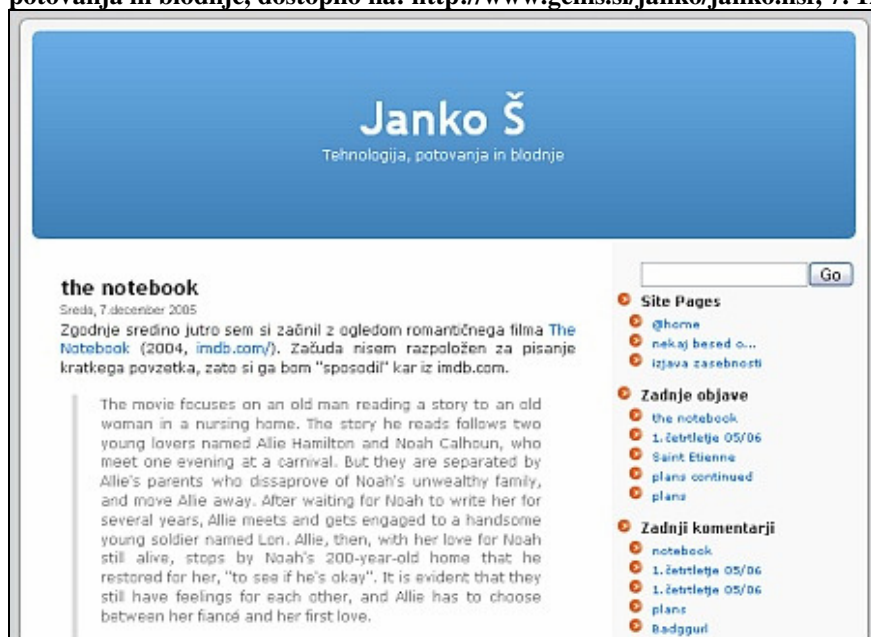 potovanja in blodnje, dostopno na: http://www.gems.si/janko/janko.nsf, 7. 1
Janko Š
Tehnologija, potovanja in blodnje
the notebook
Sreda, 7.december 2005
Zgodnje sredino jutro sem si začnil z ogledom romantičnega filma The
Notebook (2004, imdb.com/). Začuda nisem razpoložen za pisanje
kratkega povzetka, zato si ga bom "sposodil" kar iz imdb.com.
The movie focuses on an old man reading a story to an old
woman in a nursing home. The story he reads follows two
young lovers named Allie Hamilton and Noah Calhoun, who
meet one evening at a carnival. But they are separated by
Allie's parents who dissaprove of Noah's unwealthy family,
and move Allie away. After waiting for Noah to write her for
several years, Allie meets and gets engaged to a handsome
young soldier named Lon. Allie, then, with her love for Noah
still alive, stops by Noah's 200-year-old home that he
restored for her, "to see if he's okay". It is evident that they
still have feelings for each other, and Allie has to choose
between her fiancé and her first love.
Go
Site Pages
@home
nekaj besed o...
izjava zasebnosti
Zadnje objave
the notebook
1. četrtletje 05/06
Saint Etienne
plans continued
plans
Zadnji komentarji
notebook
1. četrtletje 05/06
1. četrtletje 05/06
plans
Badggurl